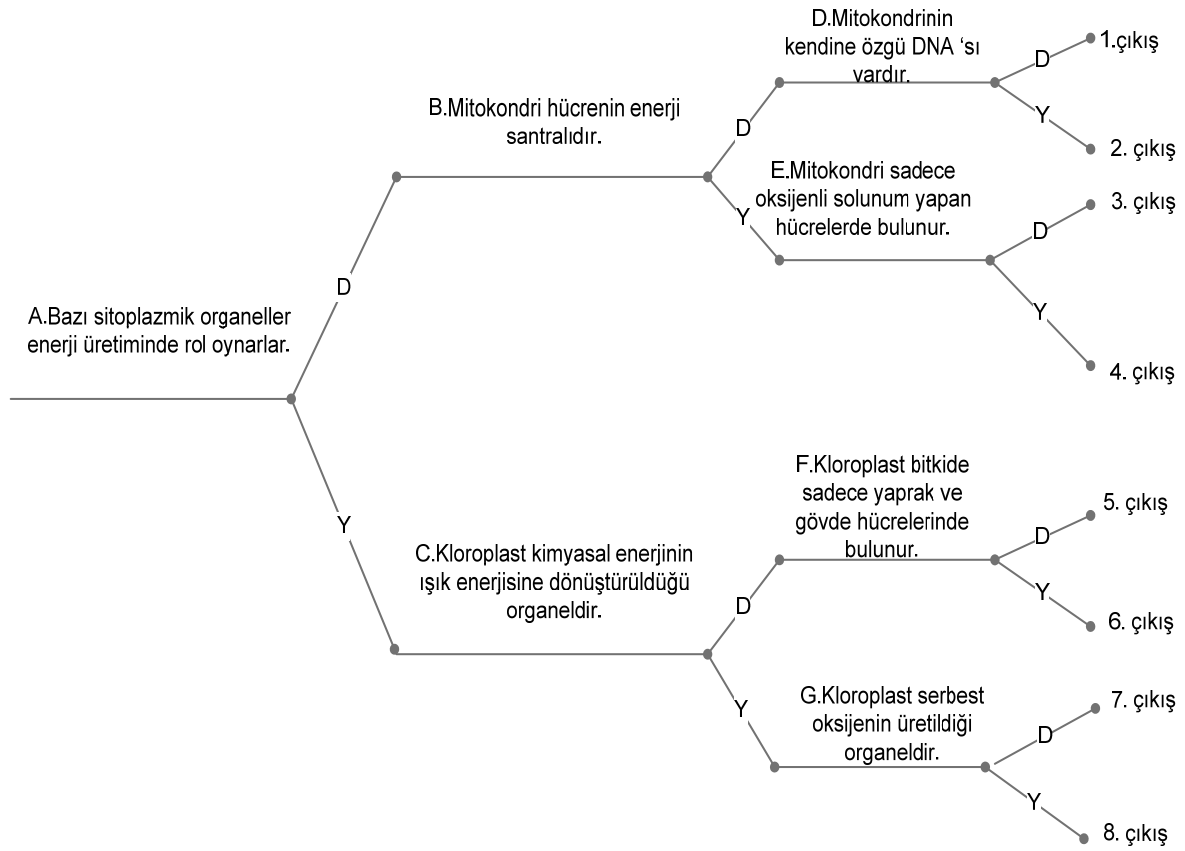 D.Mitokondrinin
kendine özgü DNA ‘sı
vardır.
D
1.çıkış
Y
2. çıkış
B.Mitokondri hücrenin enerji
santralıdır.
D
Y
E.Mitokondri sadece
oksijenli solunum yapan
hücrelerde bulunur.
D
3. çıkış
Y
4. çıkış
A.Bazı sitoplazmik organeller
enerji üretiminde rol oynarlar.
D
Y
C.Kloroplast kimyasal enerjinin
ışık enerjisine dönüştürüldüğü
organeldir.
D
Y
F.Kloroplast bitkide
sadece yaprak ve
gövde hücrelerinde
bulunur.
D
5. çıkış
Y
6. çıkış
G.Kloroplast serbest
oksijenin üretildiği
organeldir.
D
7. çıkış
Y
8. çıkış